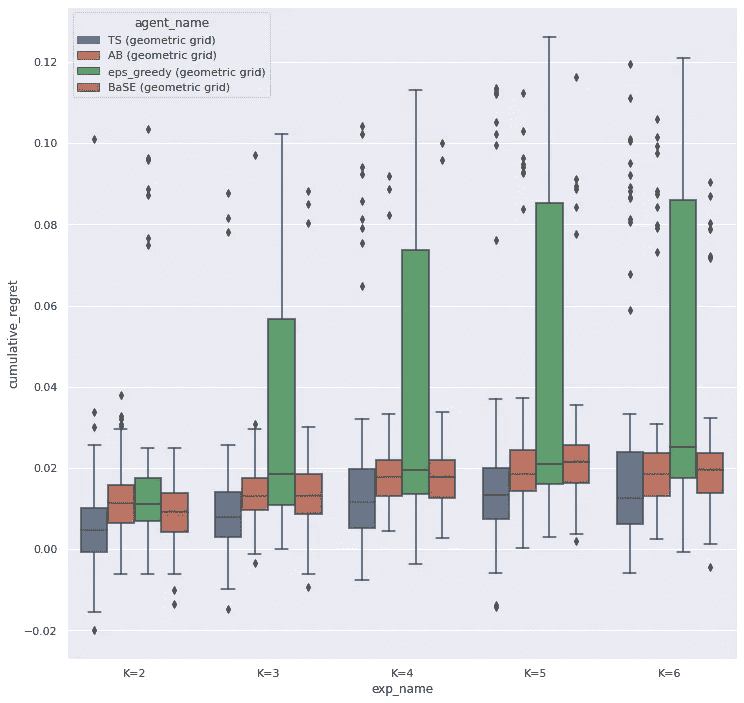 agent_name
TS (geometric grid)
AB (geometric grid)
eps_greedy (geometric grid)
BaSE (geometric grid)
cumulative_regret
0.12
0.10
0.08
0.06
0.04
0.02
0.00
−0.02
K=2 K=3 K=4 K=5 K=6
exp_name